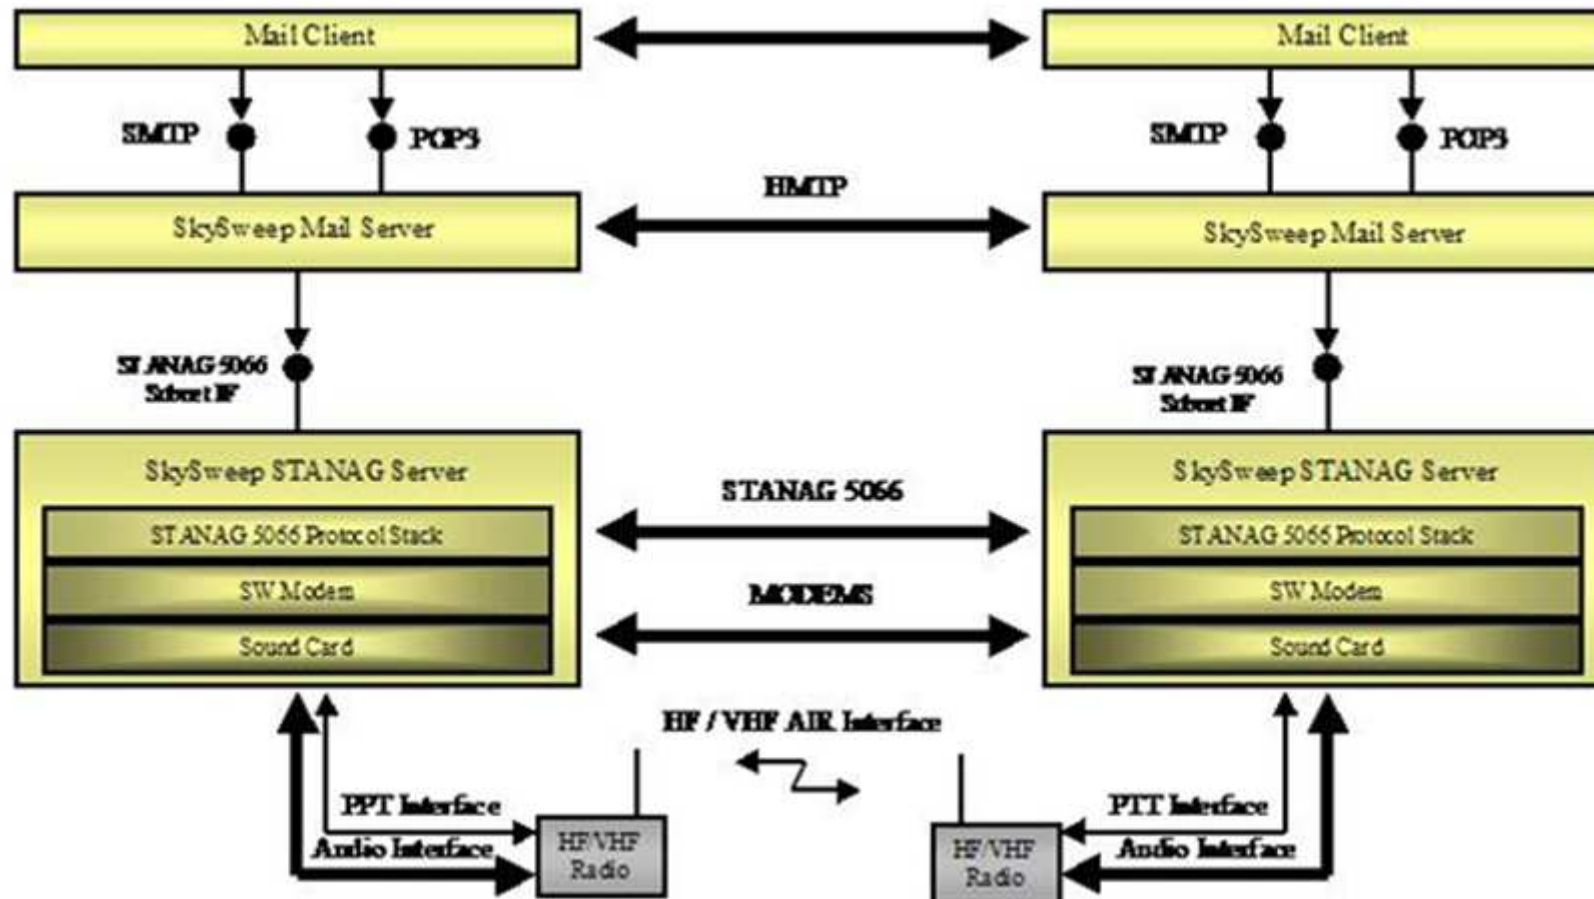 Mail Client
Mail Client
SMTP
POP3
SMTP
POP3
HMTP
SkySweep Mail Server
SkySweep Mail Server
STANAG 5066
Subnet IF
STANAG 5066
Subnet IF
SkySweep STANAG Server
SkySweep STANAG Server
STANAG 5066
STANAG 5066 Protocol Stack
STANAG 5066 Protocol Stack
SW Modem
MODEMS
SW Modem
Sound Card
Sound Card
HF / VHF AIR Interface
PPT Interface
PTT Interface
Audio Interface
Audio Interface
HF/VHF
Radio
HF/VHF
Radio